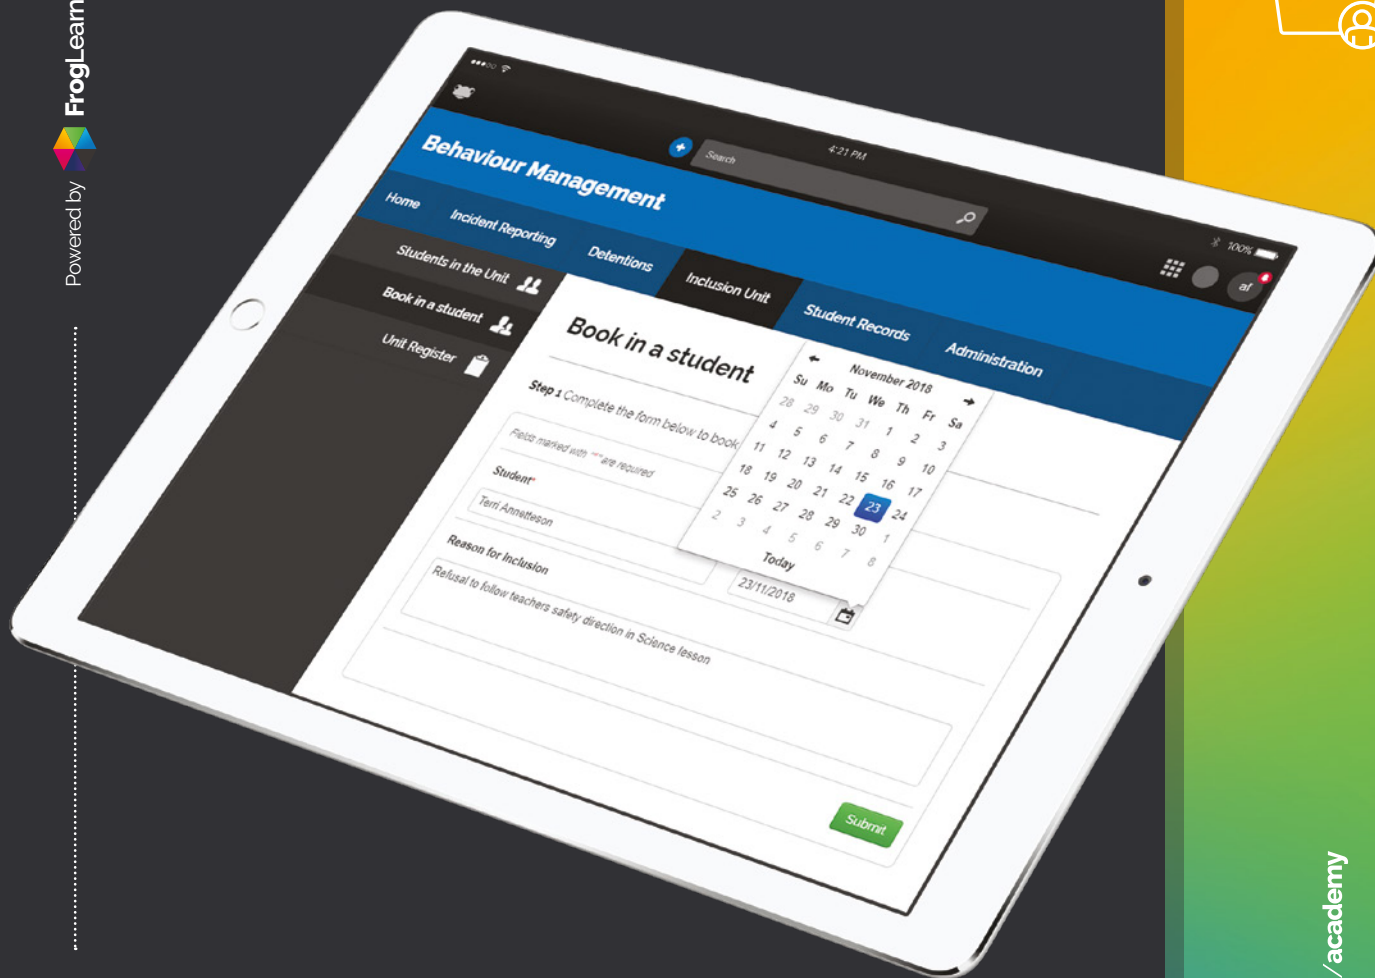 Powered by FrogLearn
4:21 PM
100%
Search
af
Behaviour Management
Home
Incident Reporting
Detentions
Inclusion Unit
Student Records
Administration
Students in the Unit
Book in a student
Unit Register
Book in a student
Step 1 Complete the form below to book
Fields marked with "*" are required
Student*
Terri Annetteson
November 2018
Su Mo Tu We Th Fr Sa
28 29 30 31 1 2 3
4 5 6 7 8 9 10
11 12 13 14 15 16 17
18 19 20 21 22 23 24
25 26 27 28 29 30 1
2 3 4 5 6 7 8
Today
23/11/2018
Reason for Inclusion
Refusal to follow teachers safety direction in Science lesson
Submit
/academy